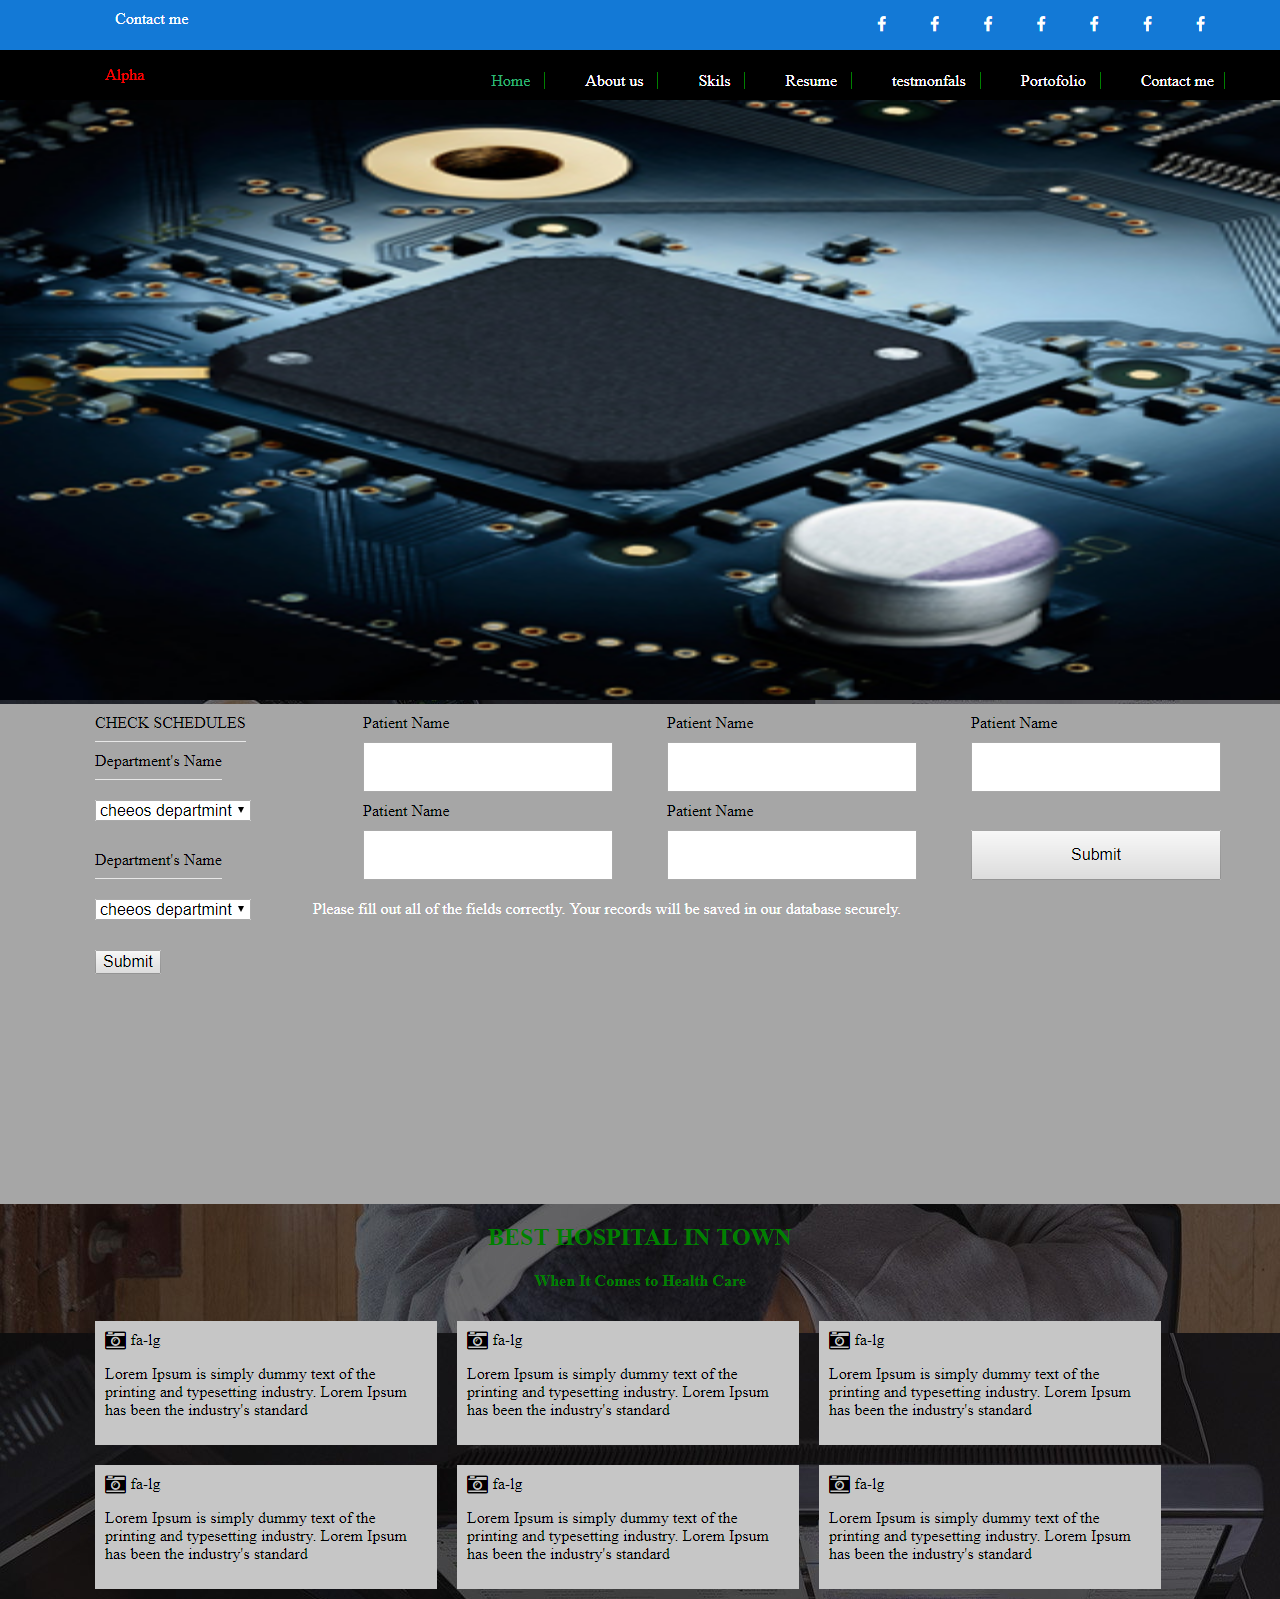 Contact me
Alpha
Home
About us
Skils
Resume
testmonfals
Portofolio
Contact me
CHECK SCHEDULES
Department's Name
cheeos departmint
Department's Name
cheeos departmint
Submit
Patient Name
Patient Name
Patient Name
Patient Name
Patient Name
Submit
Please fill out all of the fields correctly. Your records will be saved in our database securely.
BEST HOSPITAL IN TOWN
When It Comes to Health Care
fa-lg
Lorem Ipsum is simply dummy text of the
printing and typesetting industry. Lorem Ipsum
has been the industry's standard
fa-lg
Lorem Ipsum is simply dummy text of the
printing and typesetting industry. Lorem Ipsum
has been the industry's standard
fa-lg
Lorem Ipsum is simply dummy text of the
printing and typesetting industry. Lorem Ipsum
has been the industry's standard
fa-lg
Lorem Ipsum is simply dummy text of the
printing and typesetting industry. Lorem Ipsum
has been the industry's standard
fa-lg
Lorem Ipsum is simply dummy text of the
printing and typesetting industry. Lorem Ipsum
has been the industry's standard
fa-lg
Lorem Ipsum is simply dummy text of the
printing and typesetting industry. Lorem Ipsum
has been the industry's standard